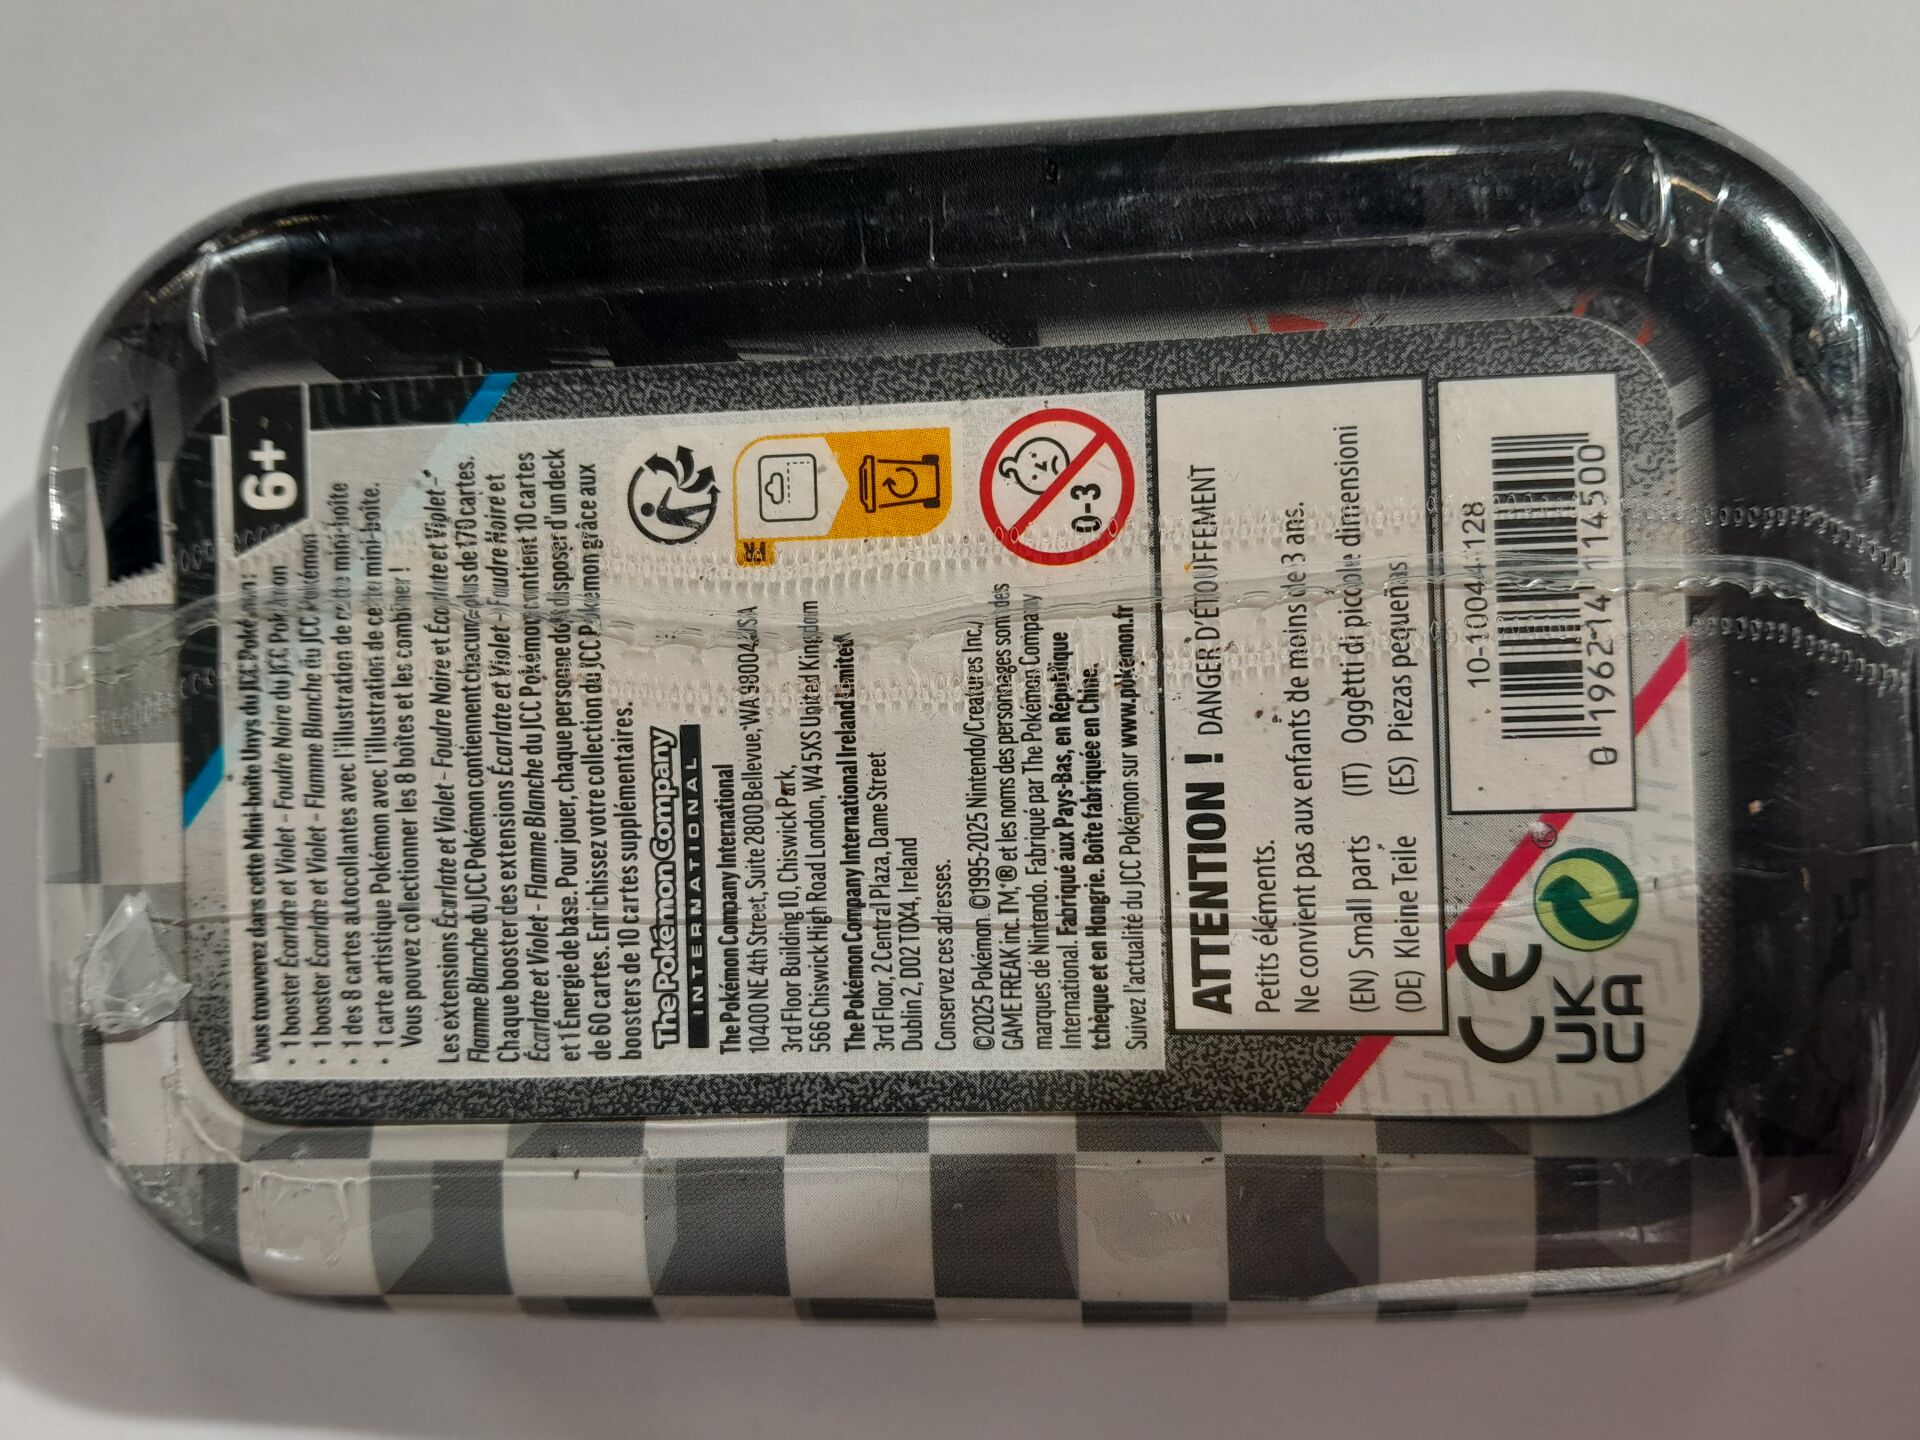 6+
Vous trouverez dans cette Mini-boîte Unys du JCC Pokémon :
• 1 booster Écarlate et Violet - Foudre Noire du JCC Pokémon
• 1 booster Écarlate et Violet - Flamme Blanche du JCC Pokémon
• 1 des 8 cartes autocollantes avec l'illustration de cette mini-boîte
• 1 carte artistique Pokémon avec l'illustration de cette mini-boîte.
Vous pouvez collectionner les 8 boîtes et les combiner !
Les extensions Écarlate et Violet - Foudre Noire et Écarlate et Violet -
Flamme Blanche du JCC Pokémon contiennent chacune plus de 170 cartes.
Chaque booster des extensions Écarlate et Violet - Foudre Noire et
Écarlate et Violet - Flamme Blanche du JCC Pokémon contient 10 cartes
et 1 Énergie de base. Pour jouer, chaque personne doit disposer d'un deck
de 60 cartes. Enrichissez votre collection du JCC Pokémon grâce aux
boosters de 10 cartes supplémentaires.
The Pokémon Company
INTERNATIONAL
The Pokémon Company International
10400 NE 4th Street, Suite 2800 Bellevue, WA 98004 USA
3rd Floor Building 10, Chiswick Park,
566 Chiswick High Road London, W4 5XS United Kingdom
The Pokémon Company International Ireland Limited
3rd Floor, 2 Central Plaza, Dame Street
Dublin 2, D02 T0X4, Ireland
Conservez ces adresses.
FR
0-3
©2025 Pokémon. ©1995-2025 Nintendo/Creatures Inc./
GAME FREAK inc. TM, ® et les noms des personnages sont des
marques de Nintendo. Fabriqué par The Pokémon Company
International. Fabriqué aux Pays-Bas, en République
tchèque et en Hongrie. Boîte fabriquée en Chine.
Suivez l'actualité du JCC Pokémon sur www.pokemon.fr
ATTENTION ! DANGER D'ÉTOUFFEMENT
Petits éléments.
Ne convient pas aux enfants de moins de 3 ans.
(EN) Small parts (IT) Oggetti di piccole dimensioni
(DE) Kleine Teile (ES) Piezas pequeñas
10-10044-128
0 196214 114500
CE
UK
CA
®